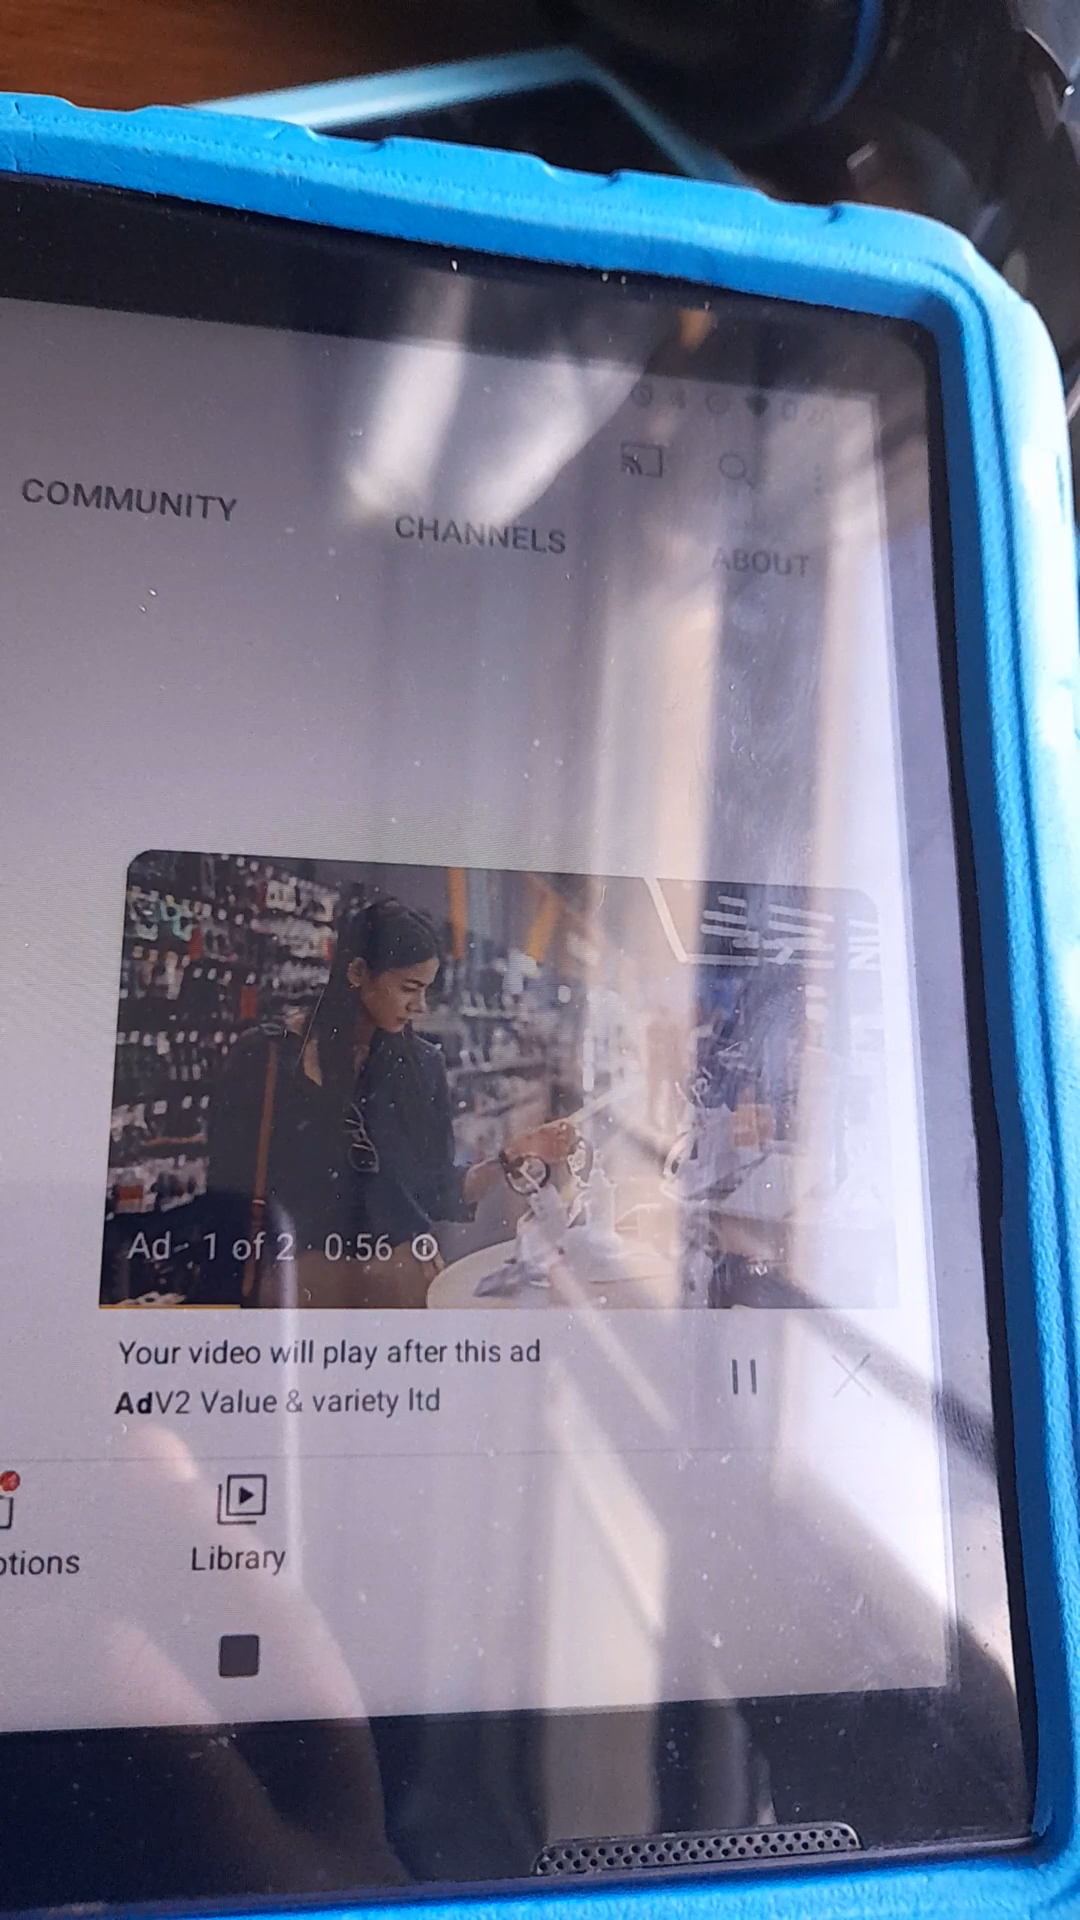 COMMUNITY
CHANNELS
ABOUT
Ad · 1 of 2 · 0:56
Your video will play after this ad
AdV2 Value & variety ltd
otions
Library